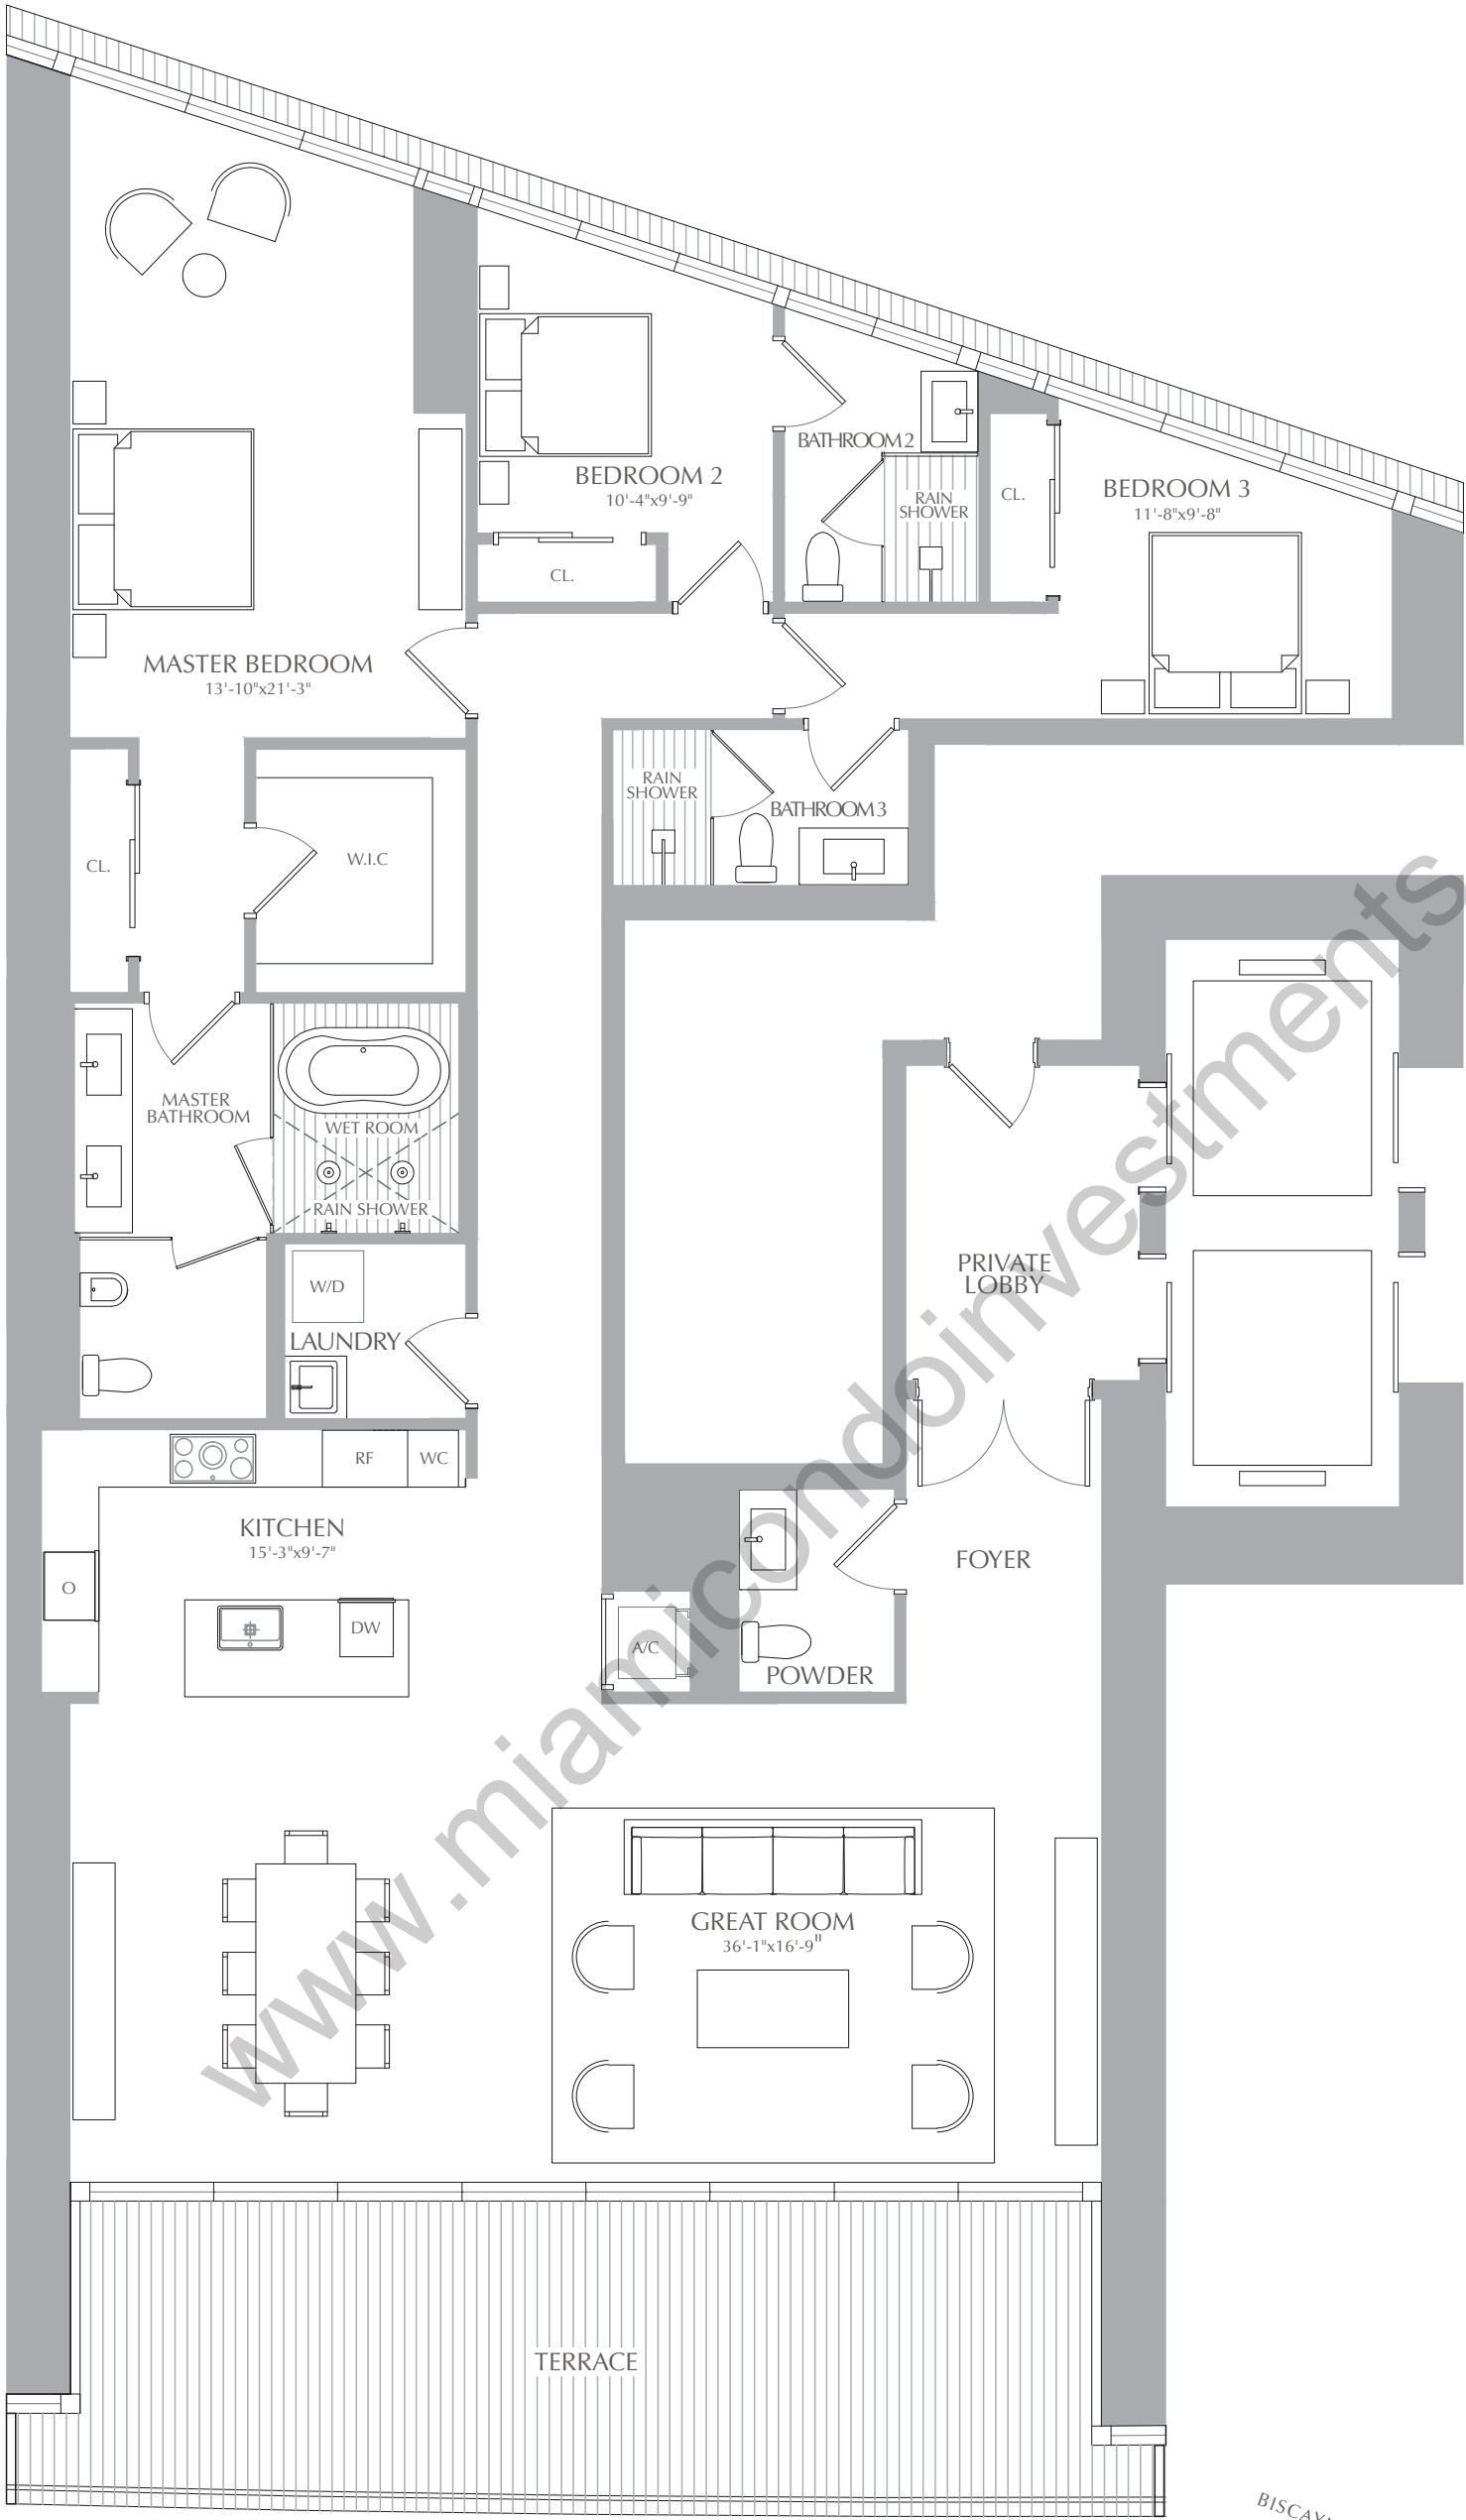 BEDROOM 2
10'-4"x9'-9"
CL.
BATHROOM 2
RAIN
SHOWER
CL.
BEDROOM 3
11'-8"x9'-8"
MASTER BEDROOM
13'-10"x21'-3"
CL.
W.I.C
RAIN
SHOWER
BATHROOM 3
MASTER
BATHROOM
WET ROOM
RAIN SHOWER
W/D
LAUNDRY
PRIVATE
LOBBY
RF
WC
KITCHEN
15'-3"x9'-7"
O
DW
A/C
POWDER
FOYER
GREAT ROOM
36'-1"x16'-9"
TERRACE
www.miamicondoinvestments